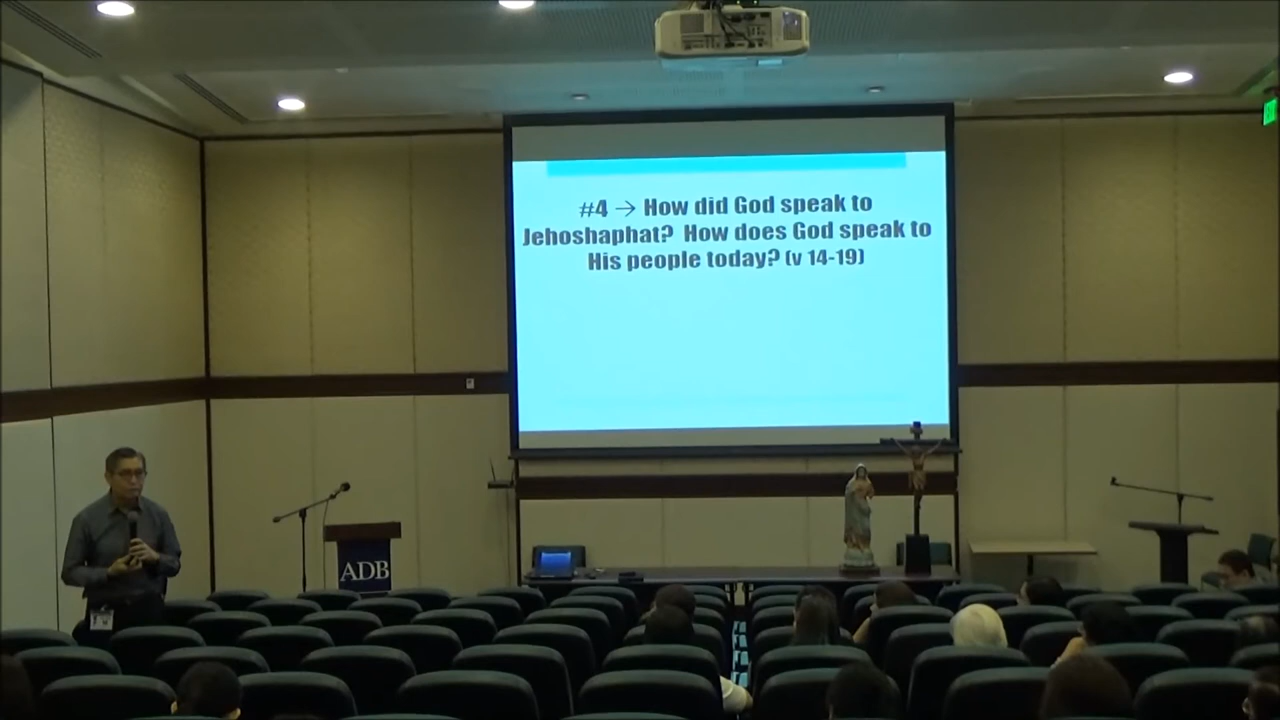 #4 → How did God speak to
Jehoshaphat? How does God speak to
His people today? (v 14-19)
ADB